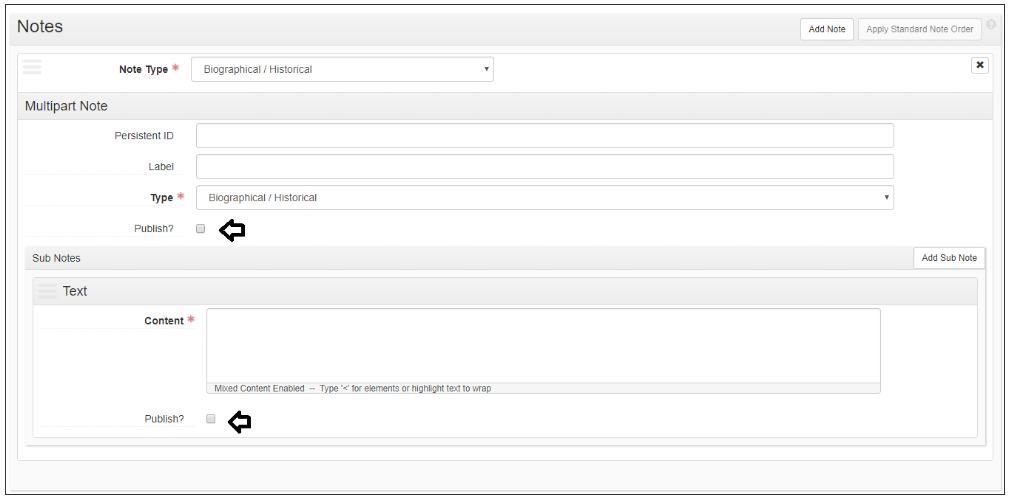 Notes Add Note Apply Standard Note Order ?
Note Type * Biographical / Historical ▼ ✖
Multipart Note
Persistent ID
Label
Type * Biographical / Historical ▼
Publish?
Sub Notes Add Sub Note
Text
Content *
Mixed Content Enabled -- Type '<' for elements or highlight text to wrap
Publish?